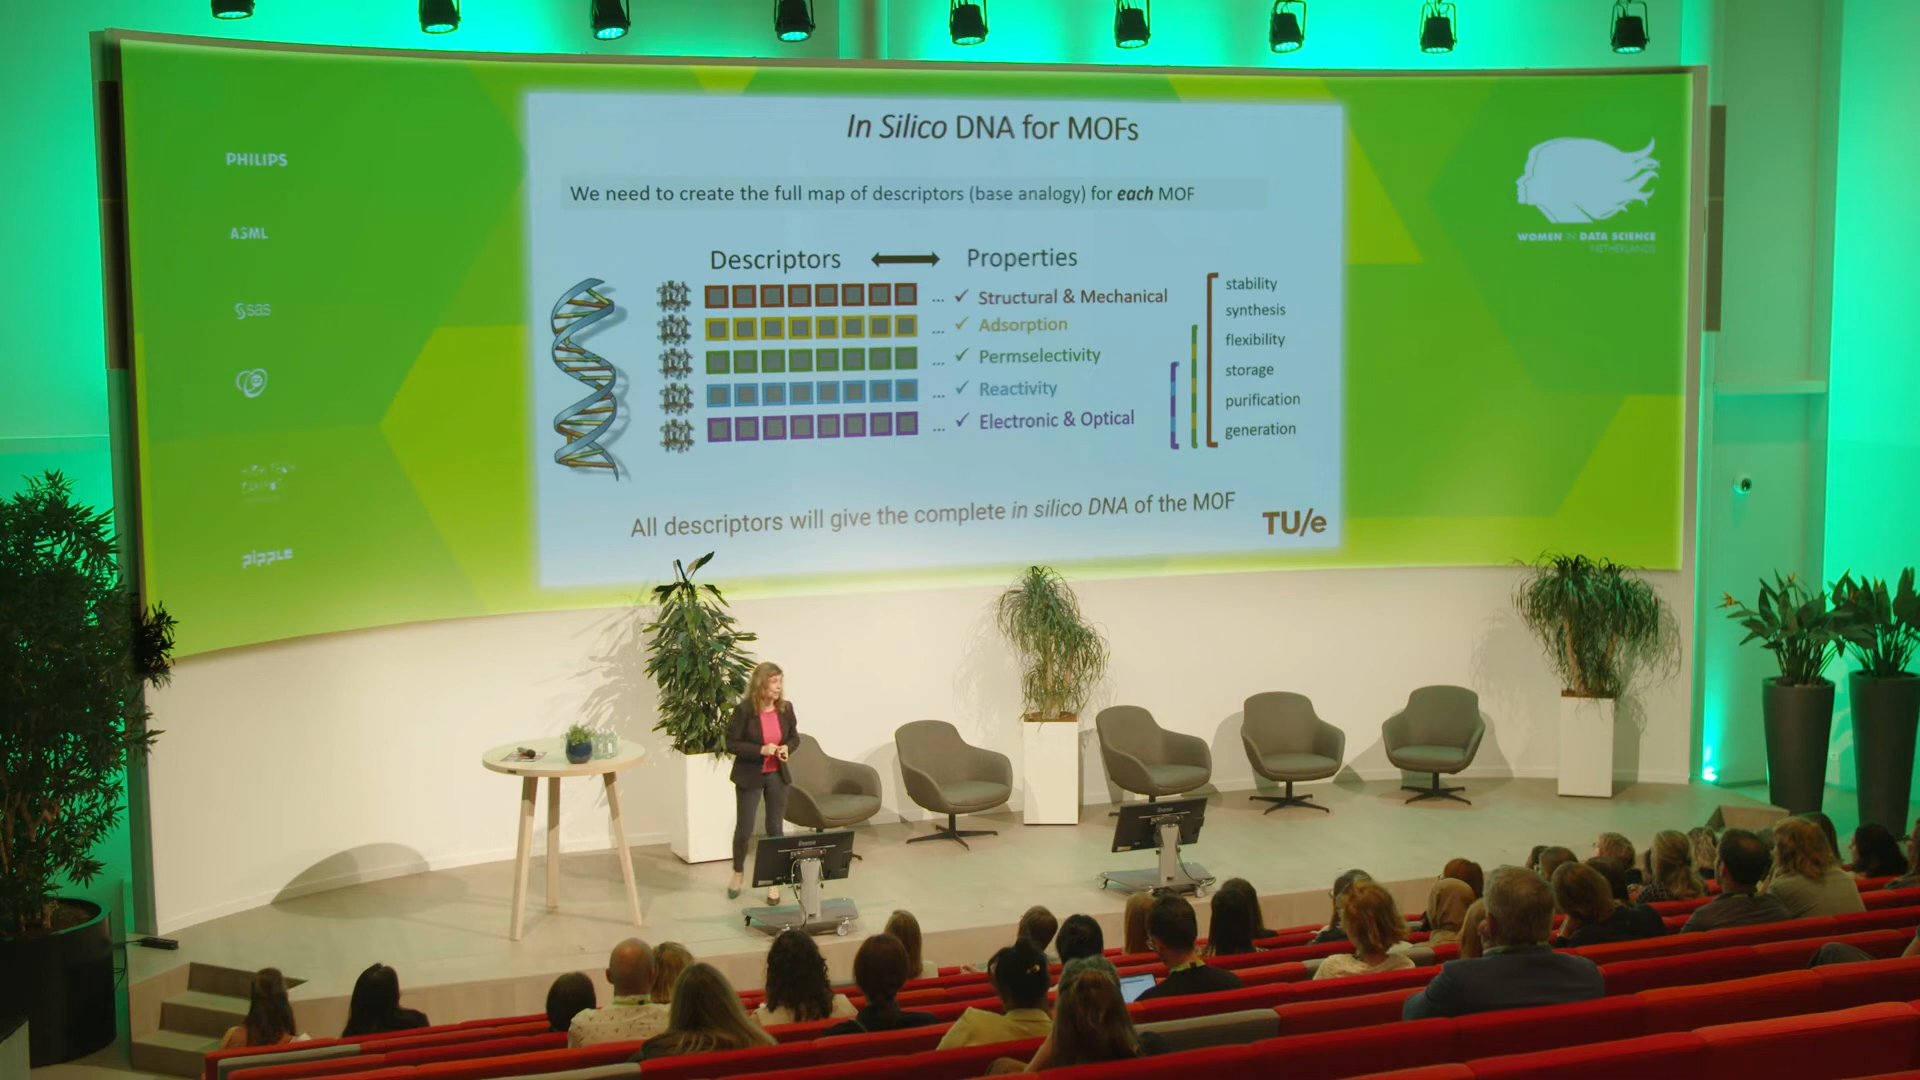 In Silico DNA for MOFs
We need to create the full map of descriptors (base analogy) for each MOF
Descriptors
Properties
... ✓ Structural & Mechanical
... ✓ Adsorption
... ✓ Permselectivity
... ✓ Reactivity
... ✓ Electronic & Optical
stability
synthesis
flexibility
storage
purification
generation
All descriptors will give the complete in silico DNA of the MOF
TU/e
PHILIPS
ASML
sas
pipple
WOMEN IN DATA SCIENCE
NETHERLANDS